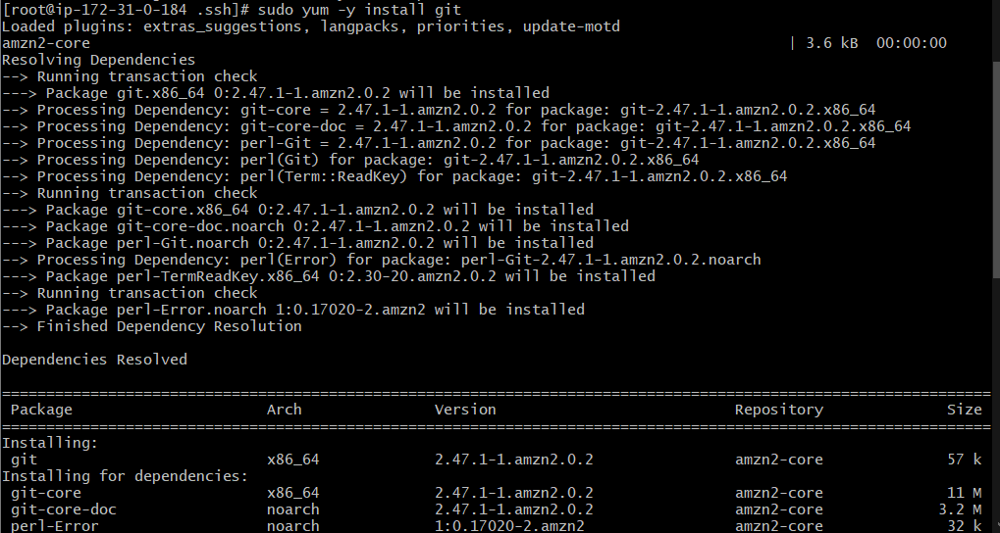 [root@ip-172-31-0-184 .ssh]# sudo yum -y install git
Loaded plugins: extras_suggestions, langpacks, priorities, update-motd
amzn2-core | 3.6 kB 00:00:00
Resolving Dependencies
--> Running transaction check
---> Package git.x86_64 0:2.47.1-1.amzn2.0.2 will be installed
--> Processing Dependency: git-core = 2.47.1-1.amzn2.0.2 for package: git-2.47.1-1.amzn2.0.2.x86_64
--> Processing Dependency: git-core-doc = 2.47.1-1.amzn2.0.2 for package: git-2.47.1-1.amzn2.0.2.x86_64
--> Processing Dependency: perl-Git = 2.47.1-1.amzn2.0.2 for package: git-2.47.1-1.amzn2.0.2.x86_64
--> Processing Dependency: perl(Git) for package: git-2.47.1-1.amzn2.0.2.x86_64
--> Processing Dependency: perl(Term::ReadKey) for package: git-2.47.1-1.amzn2.0.2.x86_64
--> Running transaction check
---> Package git-core.x86_64 0:2.47.1-1.amzn2.0.2 will be installed
---> Package git-core-doc.noarch 0:2.47.1-1.amzn2.0.2 will be installed
---> Package perl-Git.noarch 0:2.47.1-1.amzn2.0.2 will be installed
--> Processing Dependency: perl(Error) for package: perl-Git-2.47.1-1.amzn2.0.2.noarch
---> Package perl-TermReadKey.x86_64 0:2.30-20.amzn2.0.2 will be installed
--> Running transaction check
---> Package perl-Error.noarch 1:0.17020-2.amzn2 will be installed
--> Finished Dependency Resolution
Dependencies Resolved
================================================================================================================
Package Arch Version Repository Size
================================================================================================================
Installing:
git x86_64 2.47.1-1.amzn2.0.2 amzn2-core 57 k
Installing for dependencies:
git-core x86_64 2.47.1-1.amzn2.0.2 amzn2-core 11 M
git-core-doc noarch 2.47.1-1.amzn2.0.2 amzn2-core 3.2 M
perl-Error noarch 1:0.17020-2.amzn2 amzn2-core 32 k